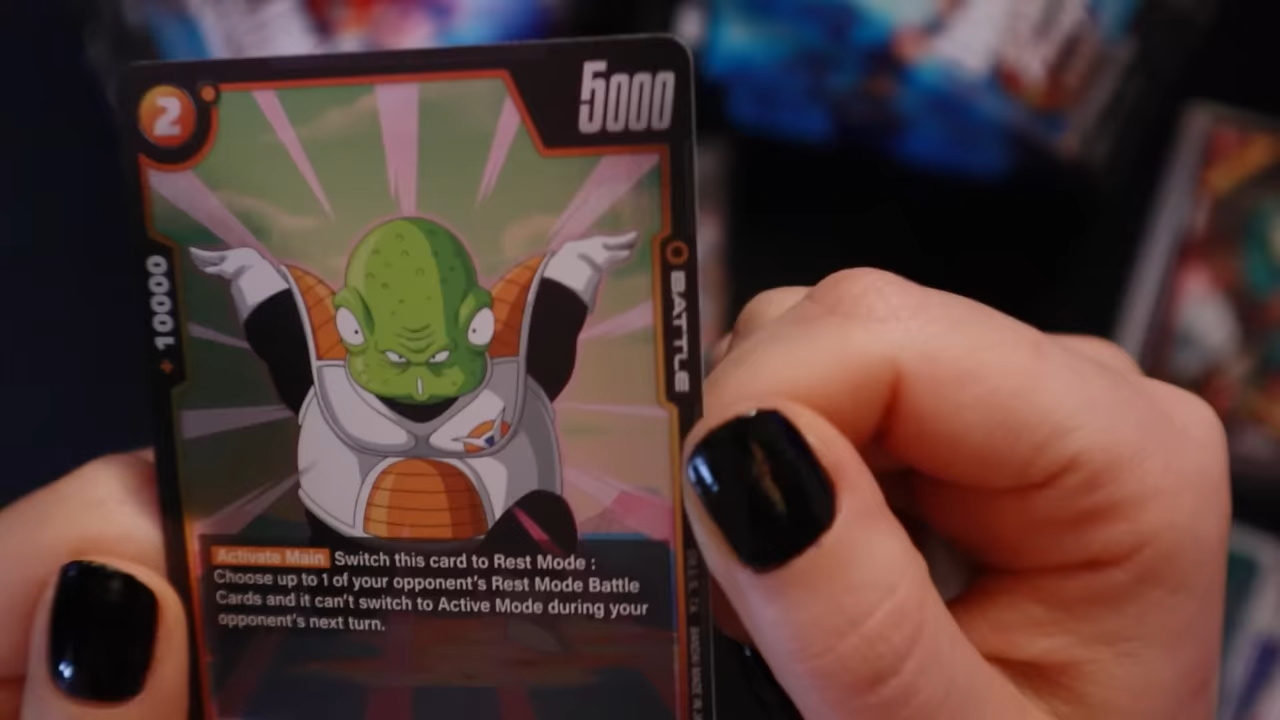 2
5000
+ 10000
BATTLE
Activate Main Switch this card to Rest Mode :
Choose up to 1 of your opponent's Rest Mode Battle
Cards and it can't switch to Active Mode during your
opponent's next turn.